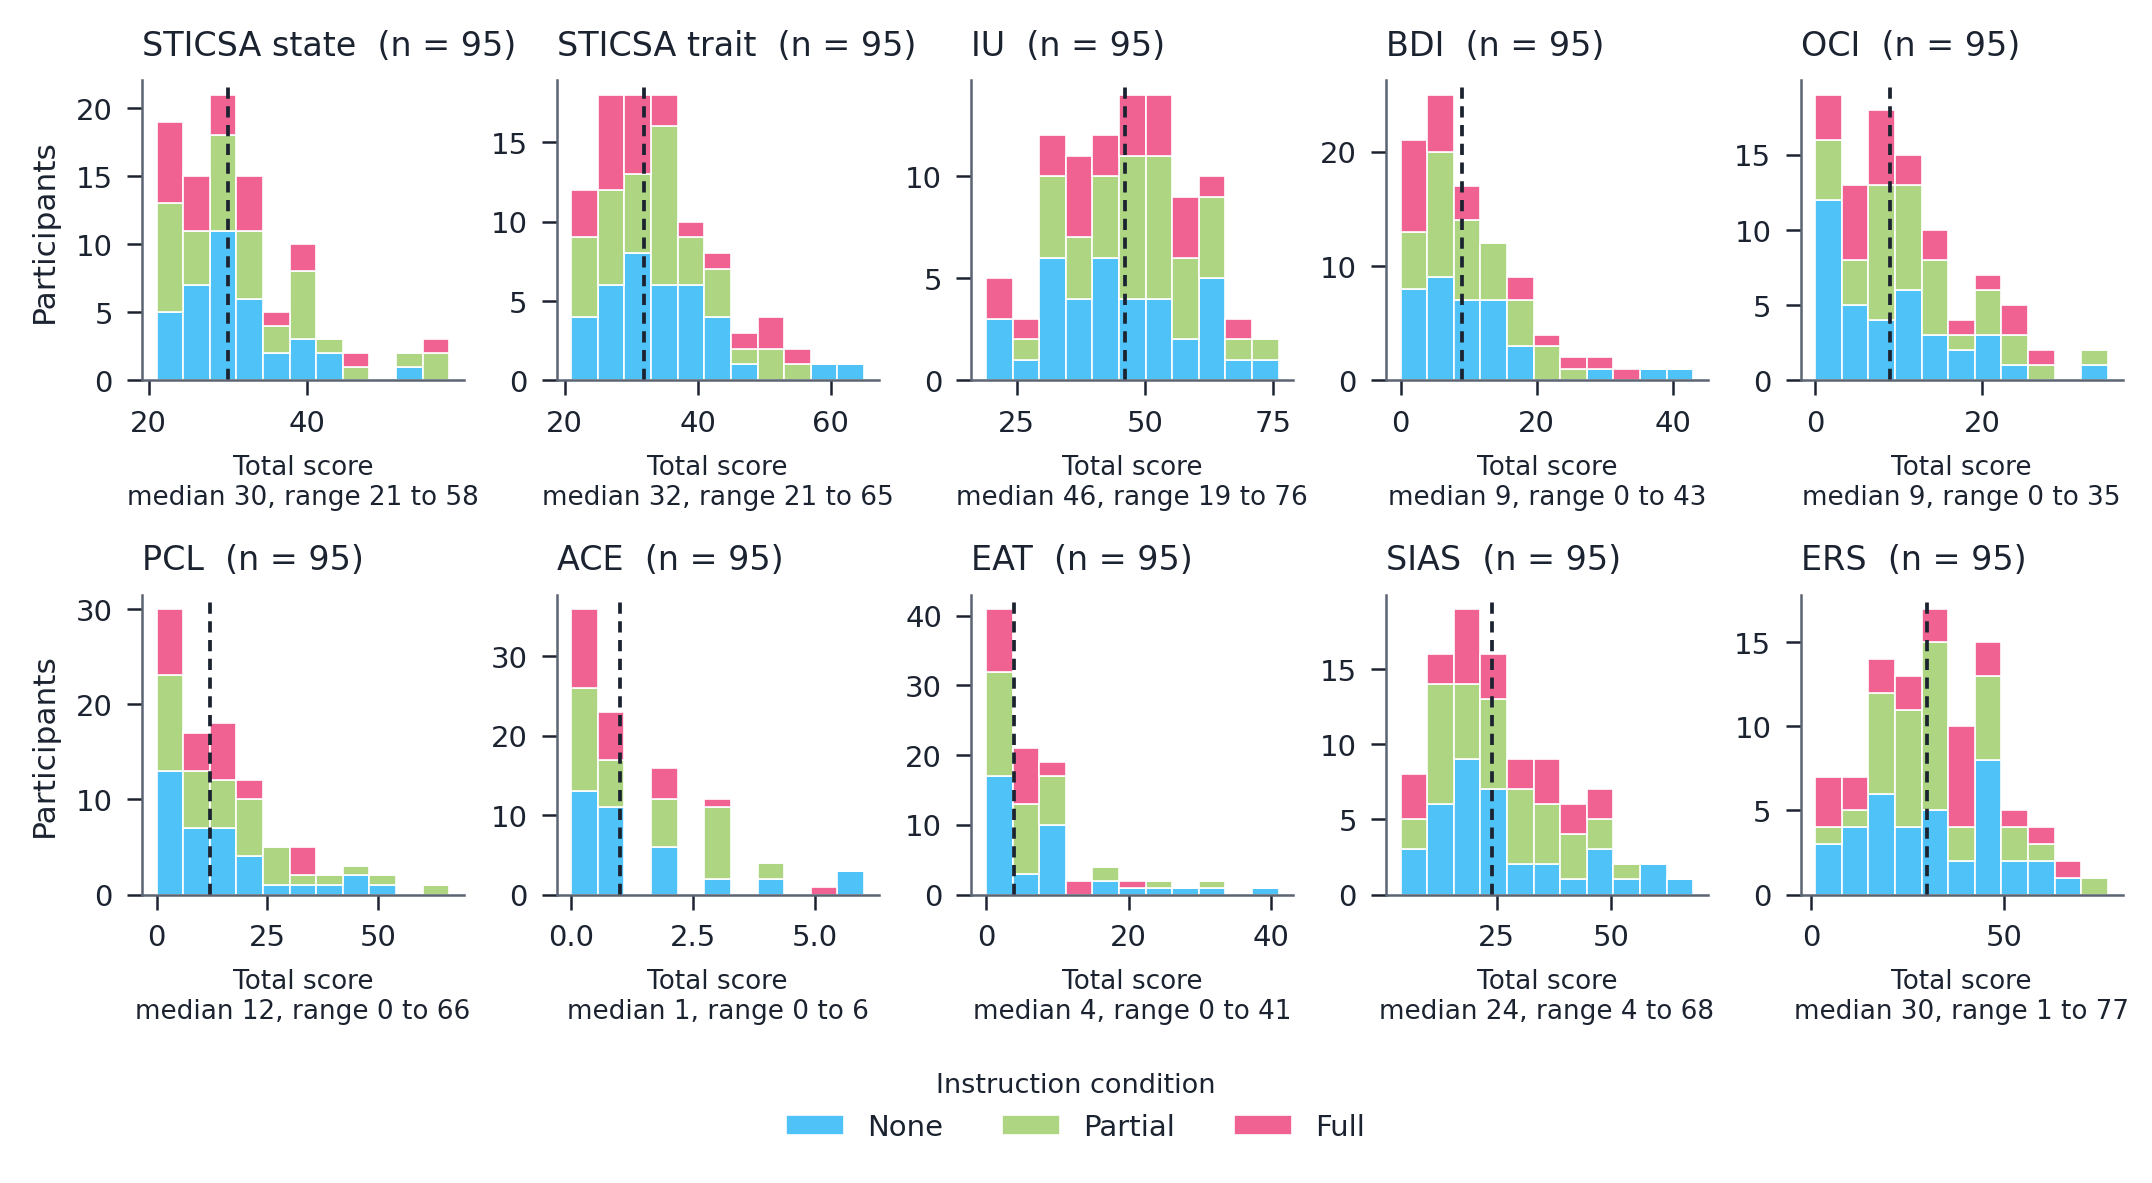 STICSA state (n = 95)
STICSA trait (n = 95)
IU (n = 95)
BDI (n = 95)
OCI (n = 95)
Participants
20
15
10
5
0
20
40
15
10
5
0
20
40
60
10
5
0
25
50
75
20
10
0
0
20
40
15
10
5
0
0
20
Total score
median 30, range 21 to 58
Total score
median 32, range 21 to 65
Total score
median 46, range 19 to 76
Total score
median 9, range 0 to 43
Total score
median 9, range 0 to 35
PCL (n = 95)
ACE (n = 95)
EAT (n = 95)
SIAS (n = 95)
ERS (n = 95)
Participants
30
20
10
0
0
25
50
30
20
10
0
0.0
2.5
5.0
40
30
20
10
0
0
20
40
15
10
5
0
25
50
15
10
5
0
0
50
Total score
median 12, range 0 to 66
Total score
median 1, range 0 to 6
Total score
median 4, range 0 to 41
Total score
median 24, range 4 to 68
Total score
median 30, range 1 to 77
Instruction condition
None
Partial
Full